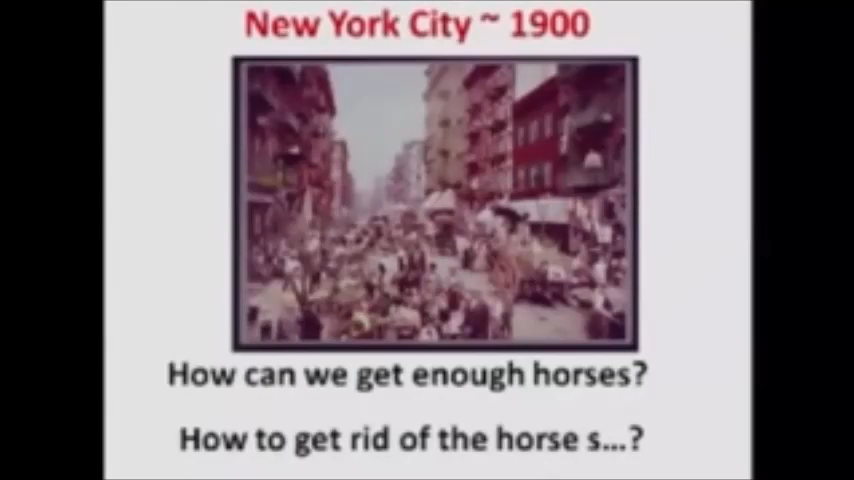 New York City ~ 1900
How can we get enough horses?
How to get rid of the horse s...?